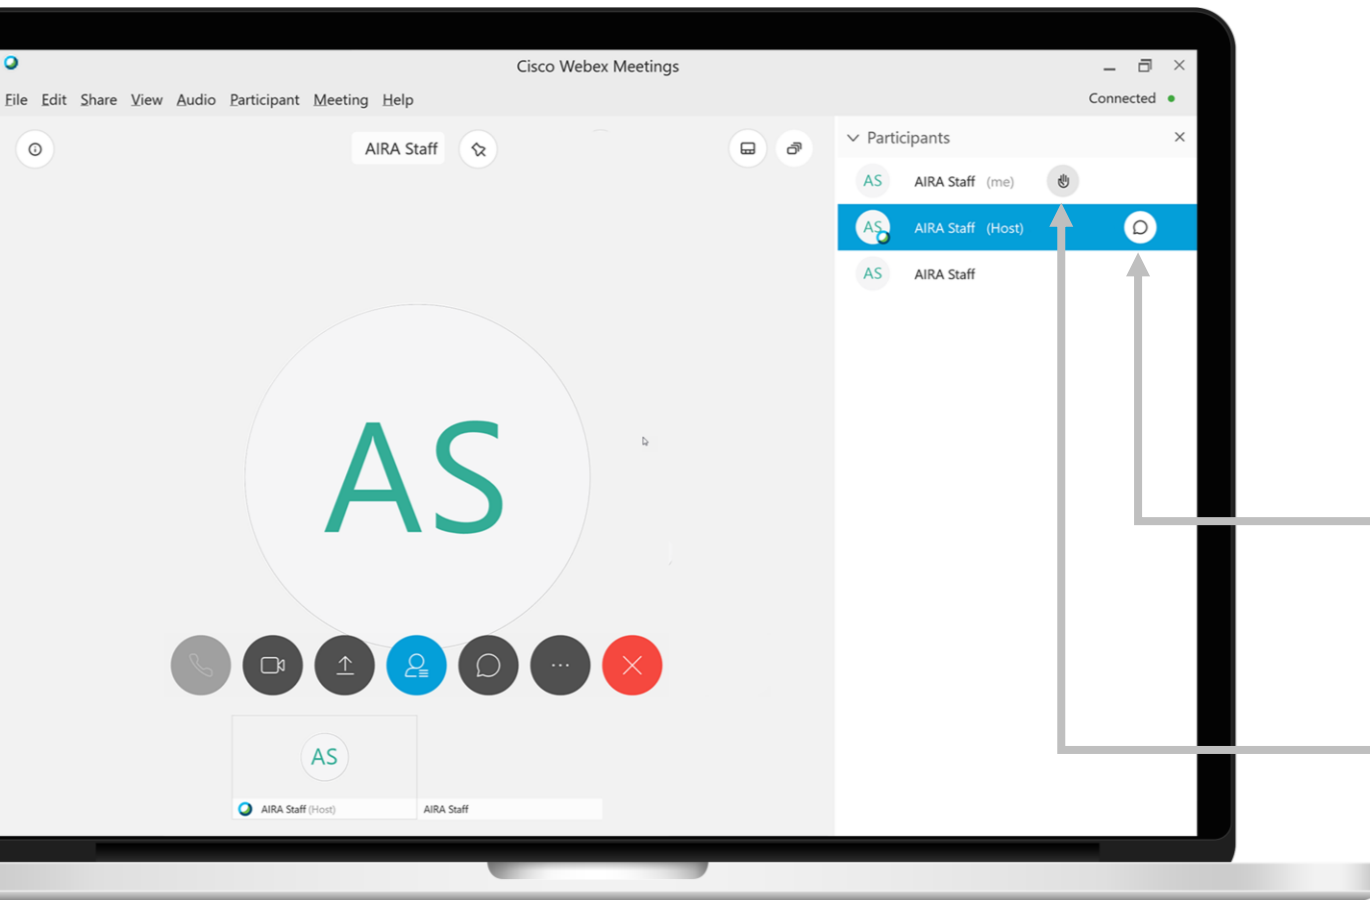 Cisco Webex Meetings
File Edit Share View Audio Participant Meeting Help
Connected
AIRA Staff
Participants
AS AIRA Staff (me)
AS AIRA Staff (Host)
AS AIRA Staff
AS
AS
AIRA Staff (Host)
AIRA Staff